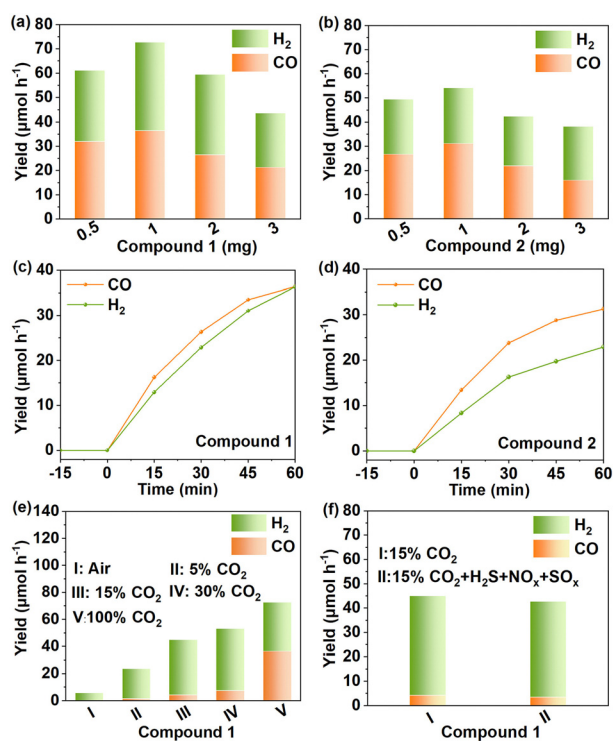 (a)
H₂
CO
Yield (μmol h⁻¹)
80
70
60
50
40
30
20
10
0
0.5 1 2 3
Compound 1 (mg)
(b)
H₂
CO
Yield (μmol h⁻¹)
80
70
60
50
40
30
20
10
0
0.5 1 2 3
Compound 2 (mg)
(c)
CO
H₂
Yield (μmol h⁻¹)
40
30
20
10
0
Compound 1
-15 0 15 30 45 60
Time (min)
(d)
CO
H₂
Yield (μmol h⁻¹)
40
30
20
10
0
Compound 2
-15 0 15 30 45 60
Time (min)
(e)
H₂
CO
Yield (μmol h⁻¹)
140
120
100
80
60
40
20
0
I: Air II: 5% CO₂
III: 15% CO₂ IV: 30% CO₂
V:100% CO₂
I II III IV V
Compound 1
(f)
H₂
CO
Yield (μmol h⁻¹)
80
70
60
50
40
30
20
10
0
I:15% CO₂
II:15% CO₂+H₂S+NOₓ+SOₓ
I II
Compound 1